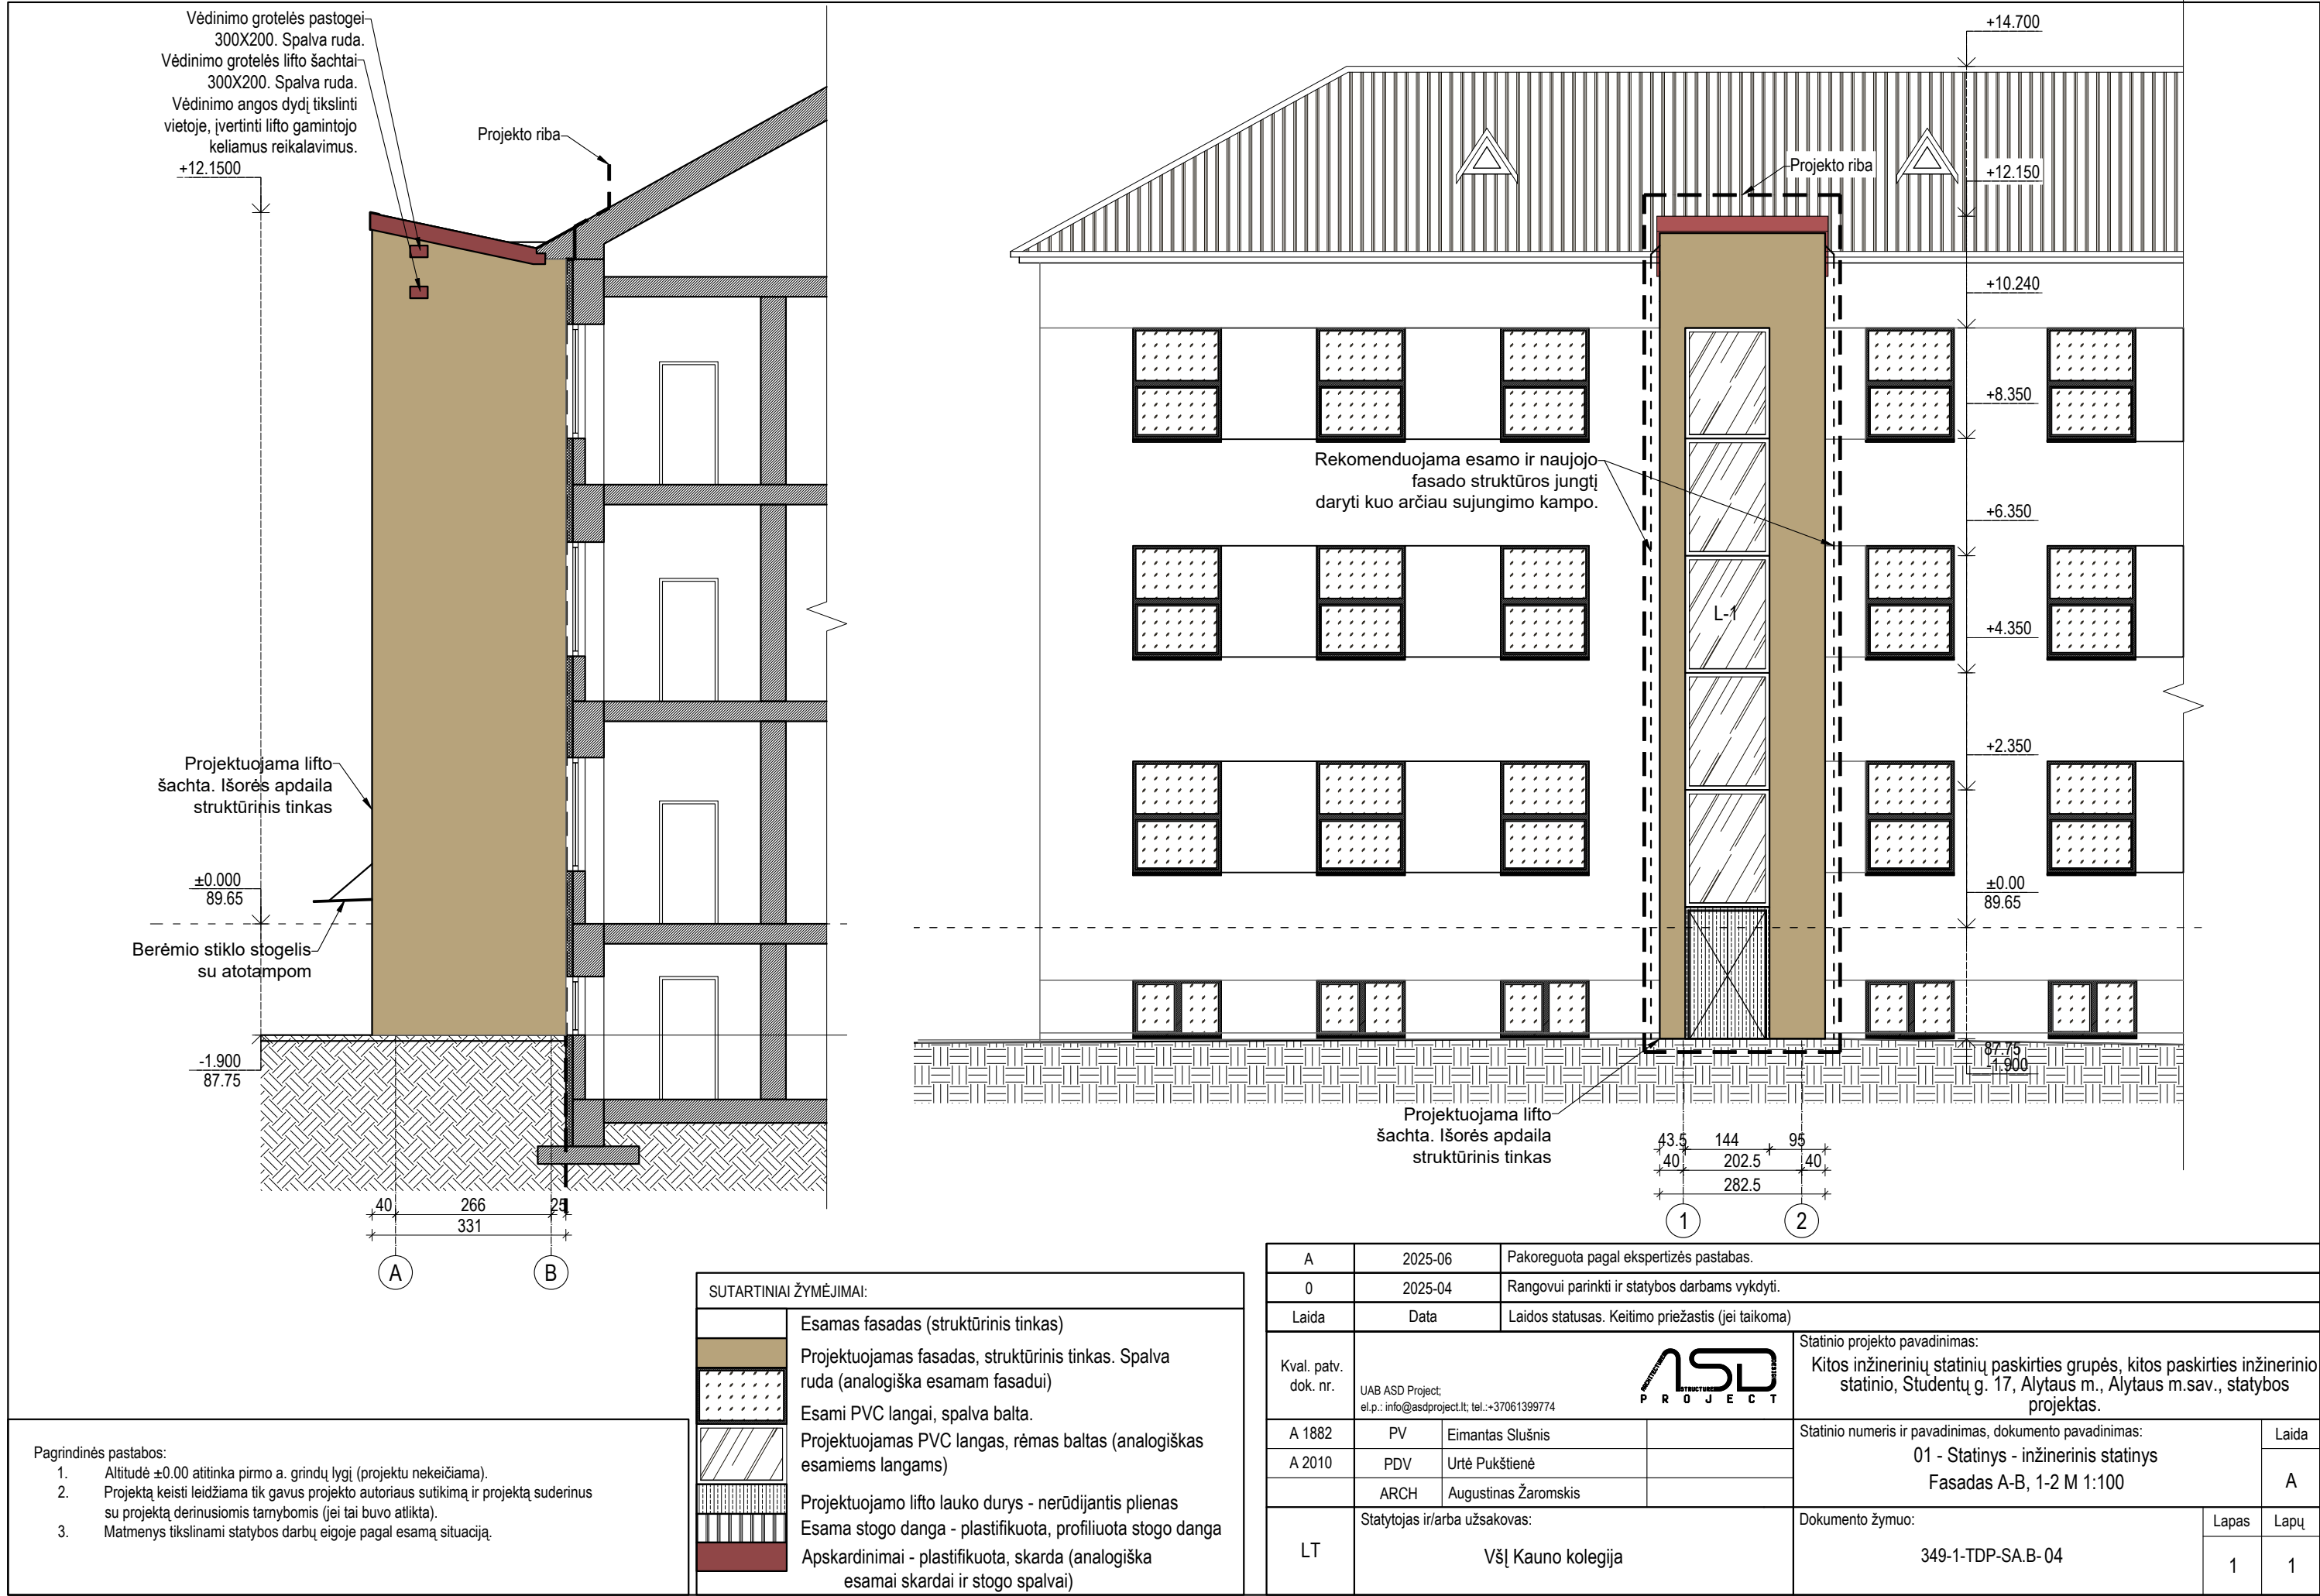 Vėdinimo grotelės pastogei
300X200. Spalva ruda.
Vėdinimo grotelės lifto šachtai
300X200. Spalva ruda.
Vėdinimo angos dydį tikslinti
vietoje, įvertinti lifto gamintojo
keliamus reikalavimus.
+12.1500
Projekto riba
Projektuojama lifto
šachta. Išorės apdaila
struktūrinis tinkas
±0.000
89.65
Berėmio stiklo stogelis
su atotampom
-1.900
87.75
40 266 25
331
A B
+14.700
Projekto riba
+12.150
+10.240
+8.350
Rekomenduojama esamo ir naujojo
fasado struktūros jungtį
daryti kuo arčiau sujungimo kampo.
+6.350
L-1
+4.350
+2.350
±0.00
89.65
87.75
-1.900
Projektuojama lifto
šachta. Išorės apdaila
struktūrinis tinkas
43.5 144 95
40 202.5 40
282.5
1 2
SUTARTINIAI ŽYMĖJIMAI:
Esamas fasadas (struktūrinis tinkas)
Projektuojamas fasadas, struktūrinis tinkas. Spalva
ruda (analogiška esamam fasadui)
Esami PVC langai, spalva balta.
Projektuojamas PVC langas, rėmas baltas (analogiškas
esamiems langams)
Projektuojamo lifto lauko durys - nerūdijantis plienas
Esama stogo danga - plastifikuota, profiliuota stogo danga
Apskardinimai - plastifikuota, skarda (analogiška
esamai skardai ir stogo spalvai)
Pagrindinės pastabos:
1. Altitudė ±0.00 atitinka pirmo a. grindų lygį (projektu nekeičiama).
2. Projektą keisti leidžiama tik gavus projekto autoriaus sutikimą ir projektą suderinus
su projektą derinusiomis tarnybomis (jei tai buvo atlikta).
3. Matmenys tikslinami statybos darbų eigoje pagal esamą situaciją.
A 2025-06 Pakoreguota pagal ekspertizės pastabas.
0 2025-04 Rangovui parinkti ir statybos darbams vykdyti.
Laida Data Laidos statusas. Keitimo priežastis (jei taikoma)
Kval. patv.
dok. nr.
UAB ASD Project;
el.p.: info@asdproject.lt; tel.:+37061399774
ARCHITECTURE
ASD
STRUCTURE
DESIGN
PROJECT
Statinio projekto pavadinimas:
Kitos inžinerinių statinių paskirties grupės, kitos paskirties inžinerinio
statinio, Studentų g. 17, Alytaus m., Alytaus m.sav., statybos
projektas.
A 1882 PV Eimantas Slušnis
A 2010 PDV Urtė Pukštienė
ARCH Augustinas Žaromskis
Statinio numeris ir pavadinimas, dokumento pavadinimas:
01 - Statinys - inžinerinis statinys
Fasadas A-B, 1-2 M 1:100
Laida
A
LT
Statytojas ir/arba užsakovas:
VšĮ Kauno kolegija
Dokumento žymuo:
349-1-TDP-SA.B-04
Lapas Lapų
1 1